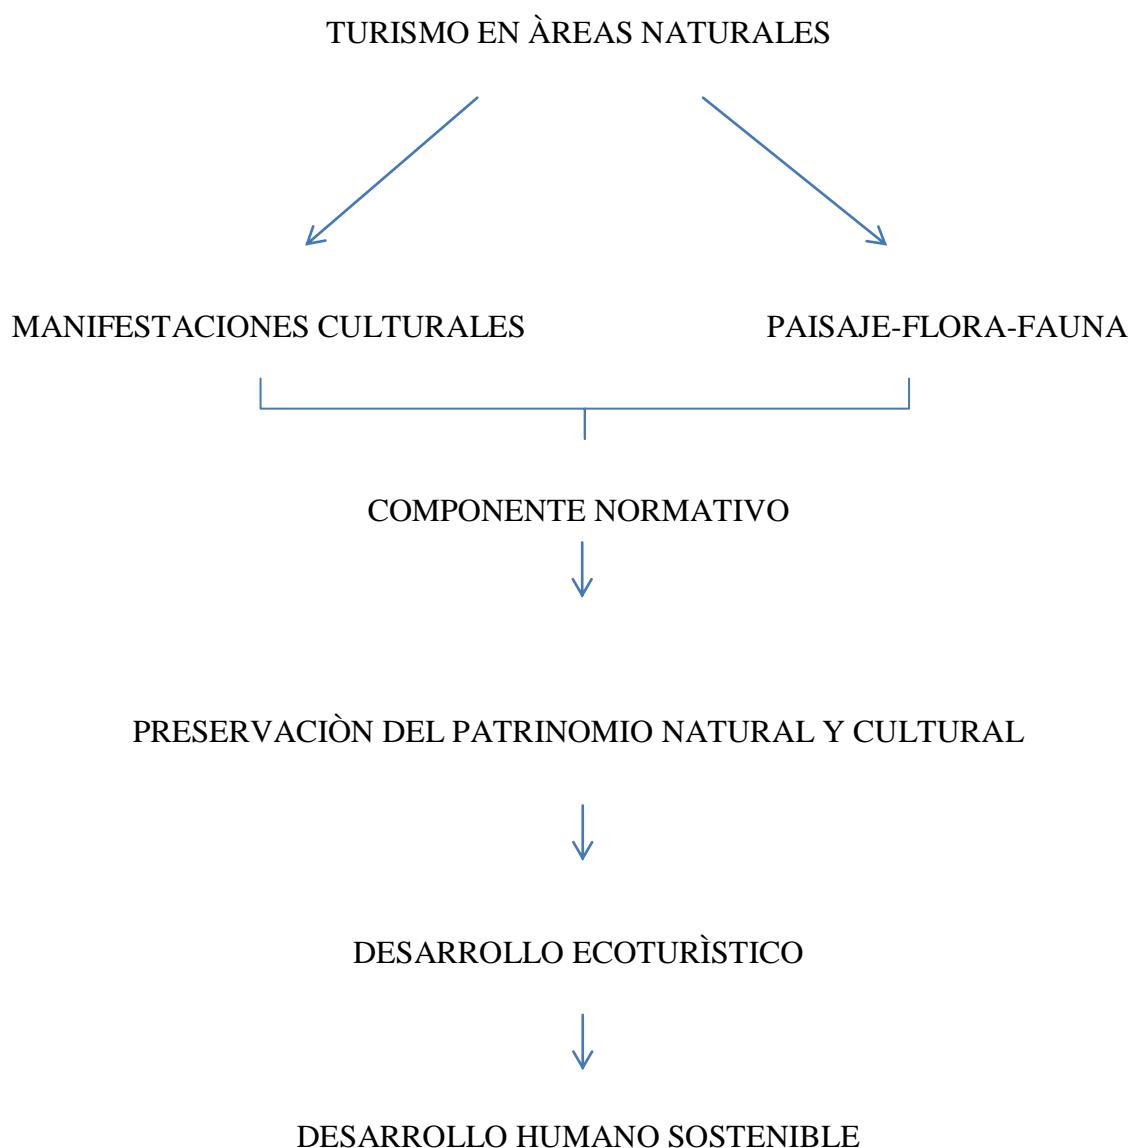 TURISMO EN ÀREAS NATURALES
MANIFESTACIONES CULTURALES
PAISAJE-FLORA-FAUNA
COMPONENTE NORMATIVO
PRESERVACIÒN DEL PATRINOMIO NATURAL Y CULTURAL
DESARROLLO ECOTURÌSTICO
DESARROLLO HUMANO SOSTENIBLE